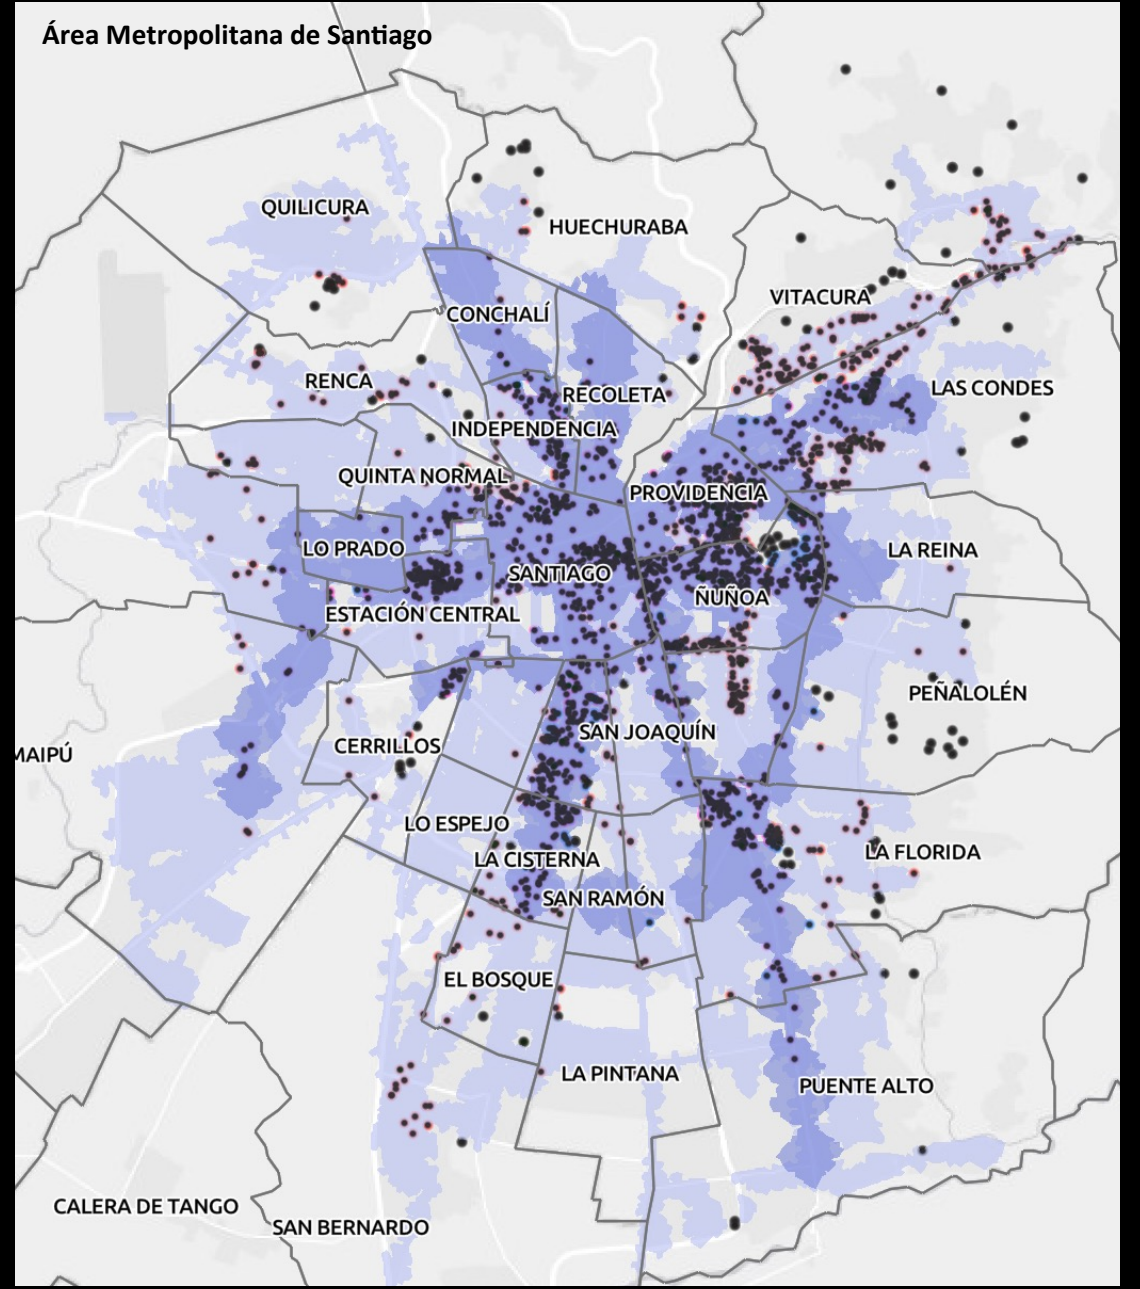 Área Metropolitana de Santiago
QUILICURA
HUECHURABA
VITACURA
CONCHALÍ
RENCA
RECOLETA
LAS CONDES
INDEPENDENCIA
QUINTA NORMAL
PROVIDENCIA
LO PRADO
LA REINA
SANTIAGO
ÑUÑOA
ESTACIÓN CENTRAL
PEÑALOLÉN
SAN JOAQUÍN
CERRILLOS
MAIPÚ
LO ESPEJO
LA CISTERNA
LA FLORIDA
SAN RAMÓN
EL BOSQUE
LA PINTANA
PUENTE ALTO
CALERA DE TANGO
SAN BERNARDO